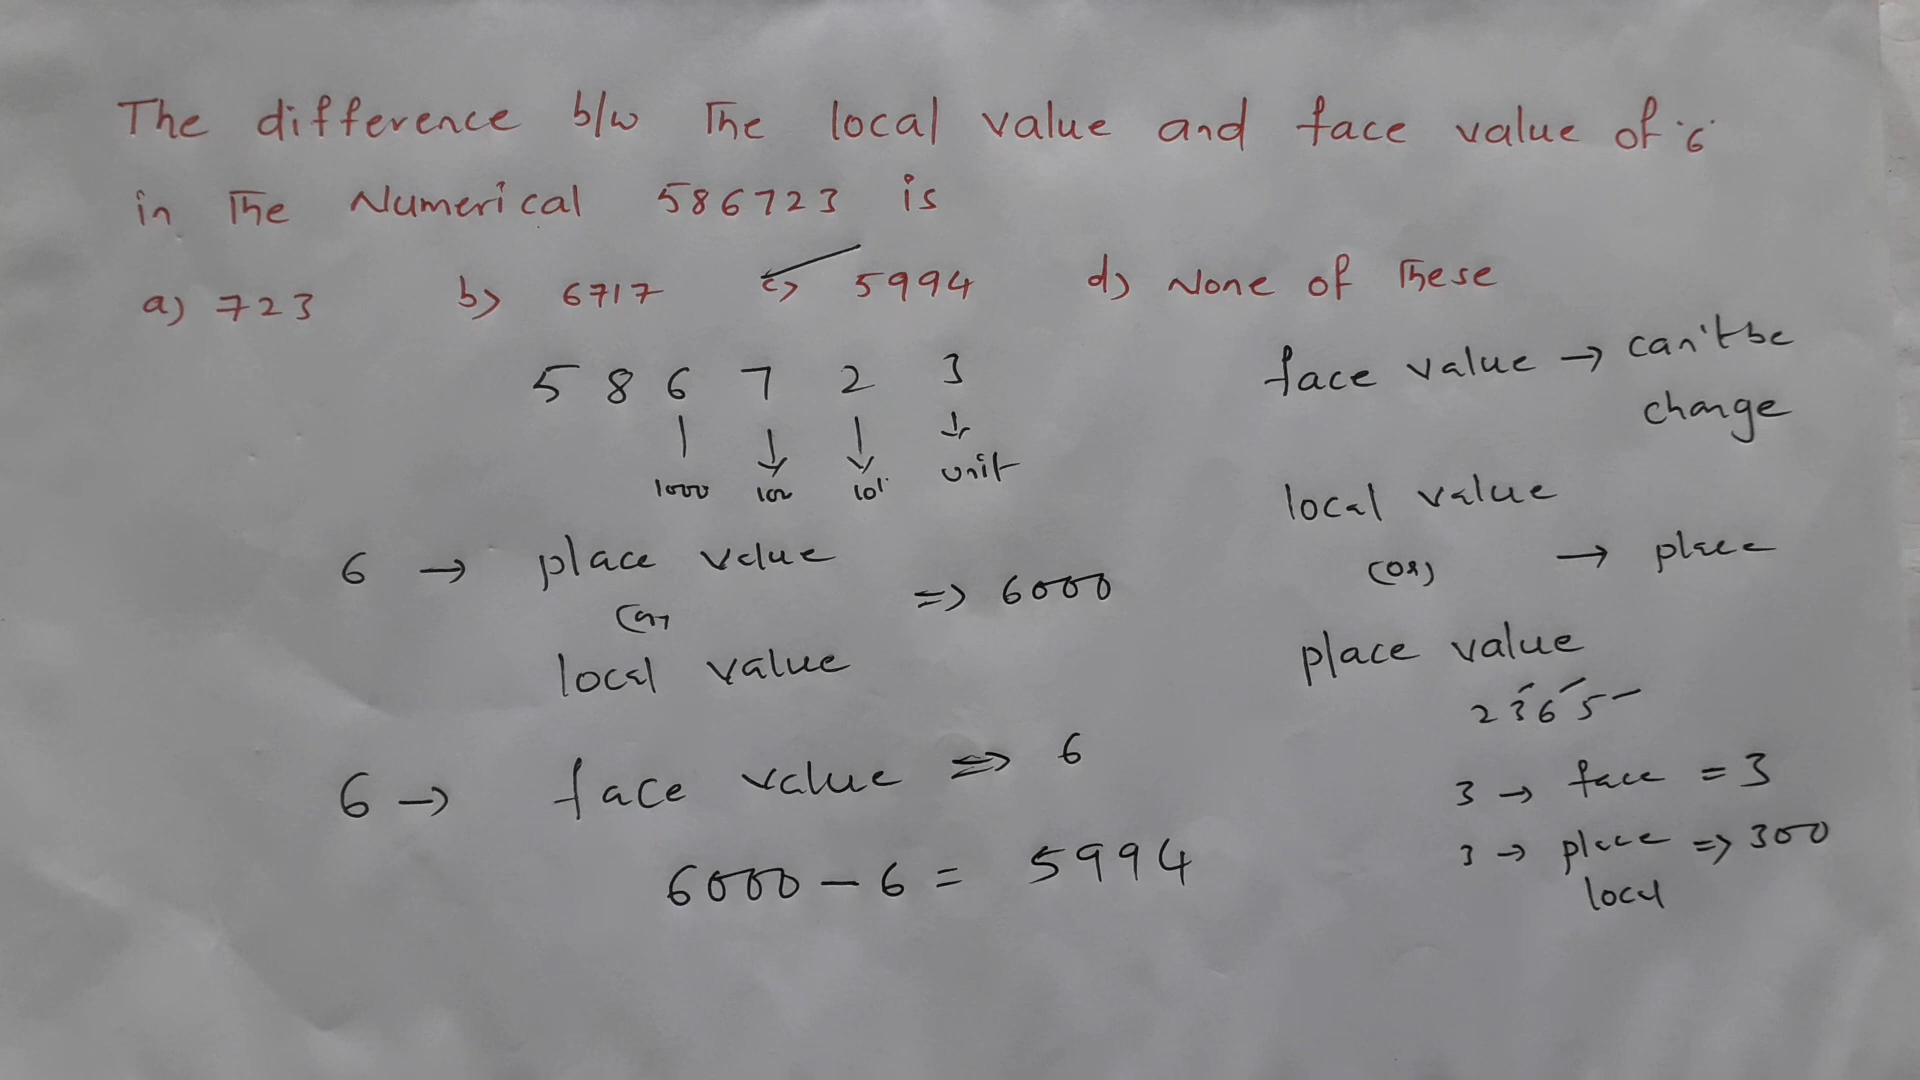 The difference b/w The local value and face value of '6'
in The Numerical 586723 is
a) 723 b) 6717 c) 5994 d) None of These
5 8 6 7 2 3
1000 100 10 unit
6 → place value
(or)
local value
=> 6000
6 → face value => 6
6000 - 6 = 5994
face value → can't be
change
local value
(or) → place
place value
2365
3 → face = 3
3 → place => 300
local